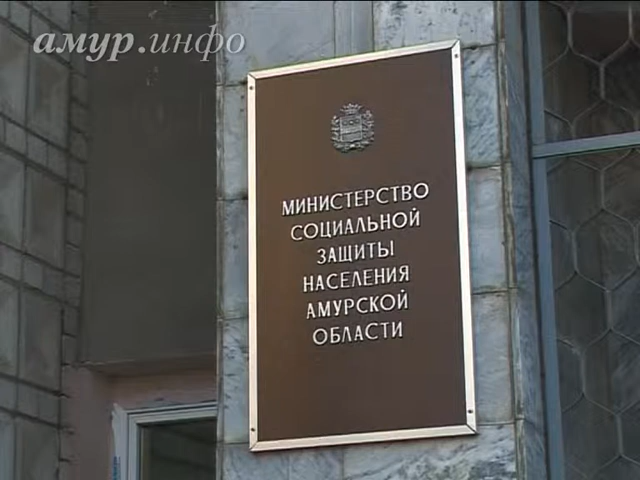 амур.инфо
МИНИСТЕРСТВО
СОЦИАЛЬНОЙ
ЗАЩИТЫ
НАСЕЛЕНИЯ
АМУРСКОЙ
ОБЛАСТИ